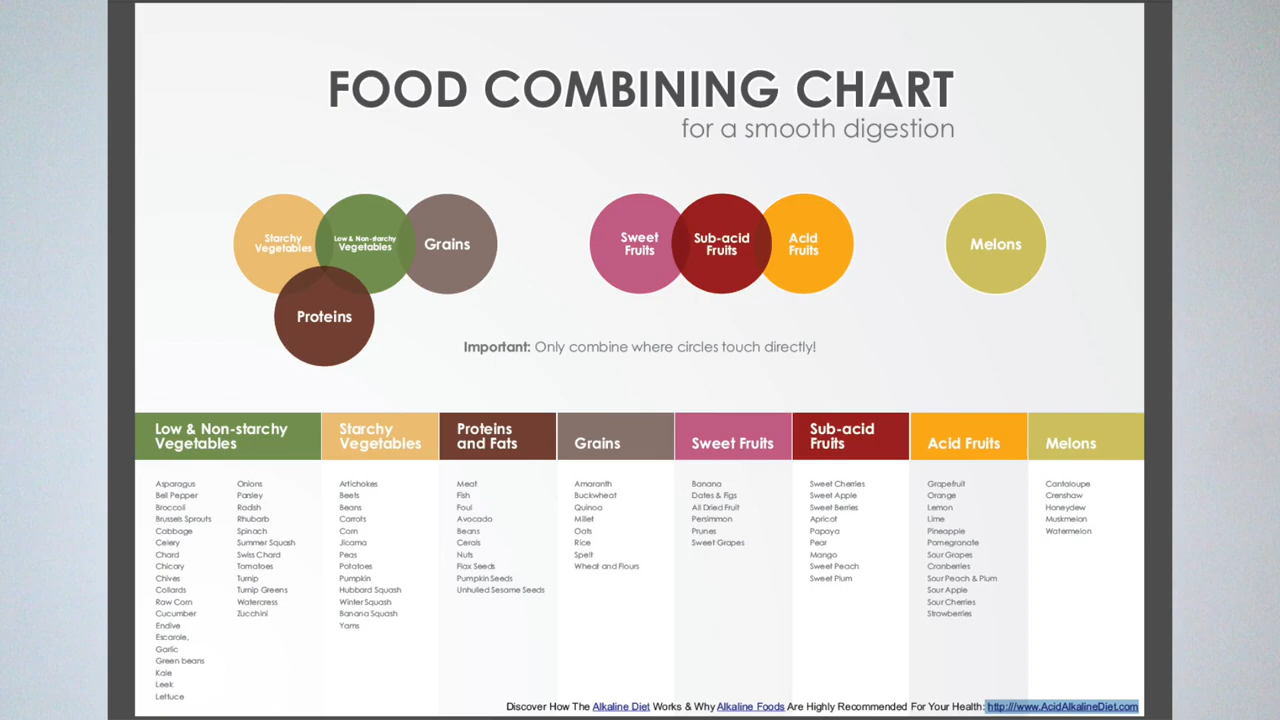 FOOD COMBINING CHART
for a smooth digestion
Starchy
Vegetables
Low & Non-starchy
Vegetables
Grains
Proteins
Sweet
Fruits
Sub-acid
Fruits
Acid
Fruits
Melons
Important: Only combine where circles touch directly!
Low & Non-starchy
Vegetables
Asparagus
Bell Pepper
Broccoli
Brussels Sprouts
Cabbage
Celery
Chard
Chicary
Chives
Collards
Raw Corn
Cucumber
Endive
Escarole,
Garlic
Green beans
Kale
Leek
Lettuce
Onions
Parsley
Radish
Rhubarb
Spinach
Summer Squash
Swiss Chard
Tomatoes
Turnip
Turnip Greens
Watercress
Zucchini
Starchy
Vegetables
Artichokes
Beets
Beans
Carrots
Corn
Jicama
Peas
Potatoes
Pumpkin
Hubbard Squash
Winter Squash
Banana Squash
Yams
Proteins
and Fats
Meat
Fish
Foul
Avocado
Beans
Cerals
Nuts
Flax Seeds
Pumpkin Seeds
Unhulled Sesame Seeds
Grains
Amaranth
Buckwheat
Quinoa
Millet
Oats
Rice
Spelt
Wheat and Flours
Sweet Fruits
Banana
Dates & Figs
All Dried Fruit
Persimmon
Prunes
Sweet Grapes
Sub-acid
Fruits
Sweet Cherries
Sweet Apple
Sweet Berries
Apricot
Papaya
Pear
Mango
Sweet Peach
Sweet Plum
Acid Fruits
Grapefruit
Orange
Lemon
Lime
Pineapple
Pomegranate
Sour Grapes
Cranberries
Sour Peach & Plum
Sour Apple
Sour Cherries
Strawberries
Melons
Cantaloupe
Crenshaw
Honeydew
Muskmelon
Watermelon
Discover How The Alkaline Diet Works & Why Alkaline Foods Are Highly Recommended For Your Health: http://www.AcidAlkalineDiet.com